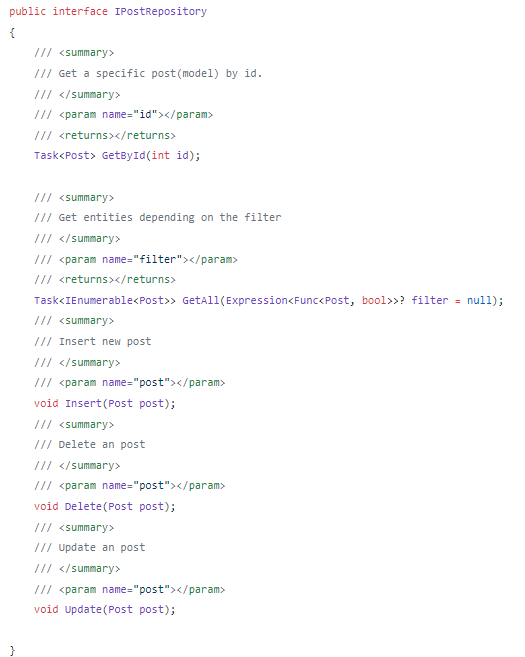 public interface IPostRepository
{
    /// <summary>
    /// Get a specific post(model) by id.
    /// </summary>
    /// <param name="id"></param>
    /// <returns></returns>
    Task<Post> GetById(int id);

    /// <summary>
    /// Get entities depending on the filter
    /// </summary>
    /// <param name="filter"></param>
    /// <returns></returns>
    Task<IEnumerable<Post>> GetAll(Expression<Func<Post, bool>>? filter = null);
    /// <summary>
    /// Insert new post
    /// </summary>
    /// <param name="post"></param>
    void Insert(Post post);
    /// <summary>
    /// Delete an post
    /// </summary>
    /// <param name="post"></param>
    void Delete(Post post);
    /// <summary>
    /// Update an post
    /// </summary>
    /// <param name="post"></param>
    void Update(Post post);

}